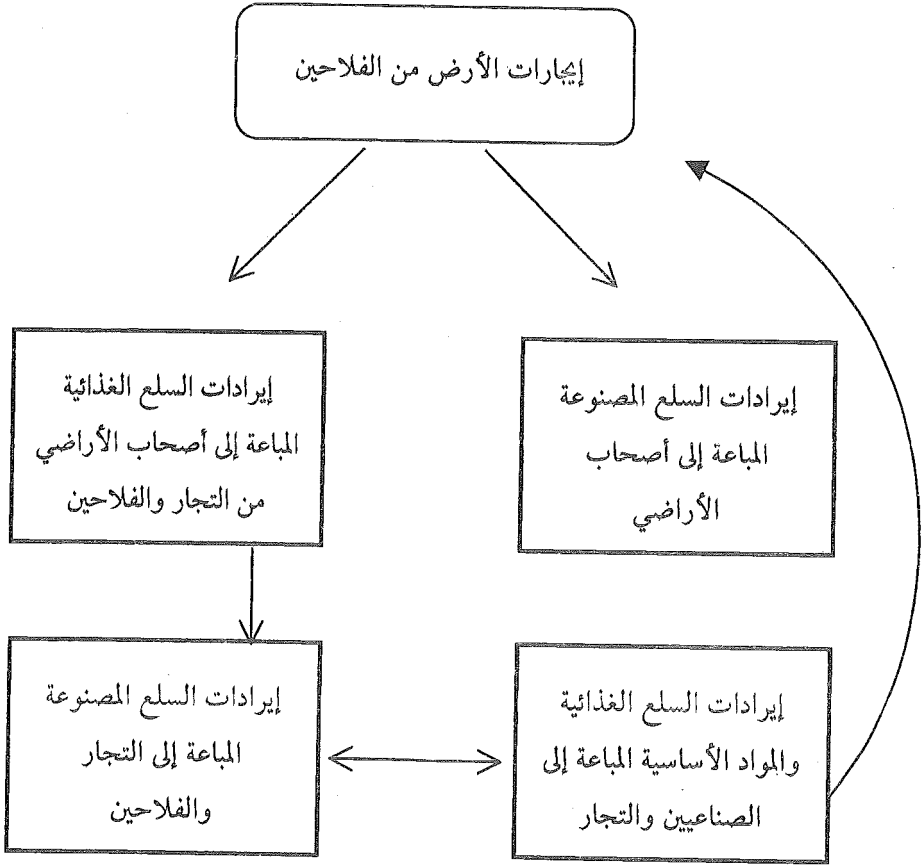 إيجارات الأرض من الفلاحين
إيرادات السلع المصنوعة
المباعة إلى أصحاب
الأراضي
إيرادات السلع الغذائية
المباعة إلى أصحاب الأراضي
من التجار والفلاحين
إيرادات السلع الغذائية
والمواد الأساسية المباعة إلى
الصناعيين والتجار
إيرادات السلع المصنوعة
المباعة إلى التجار
والفلاحين